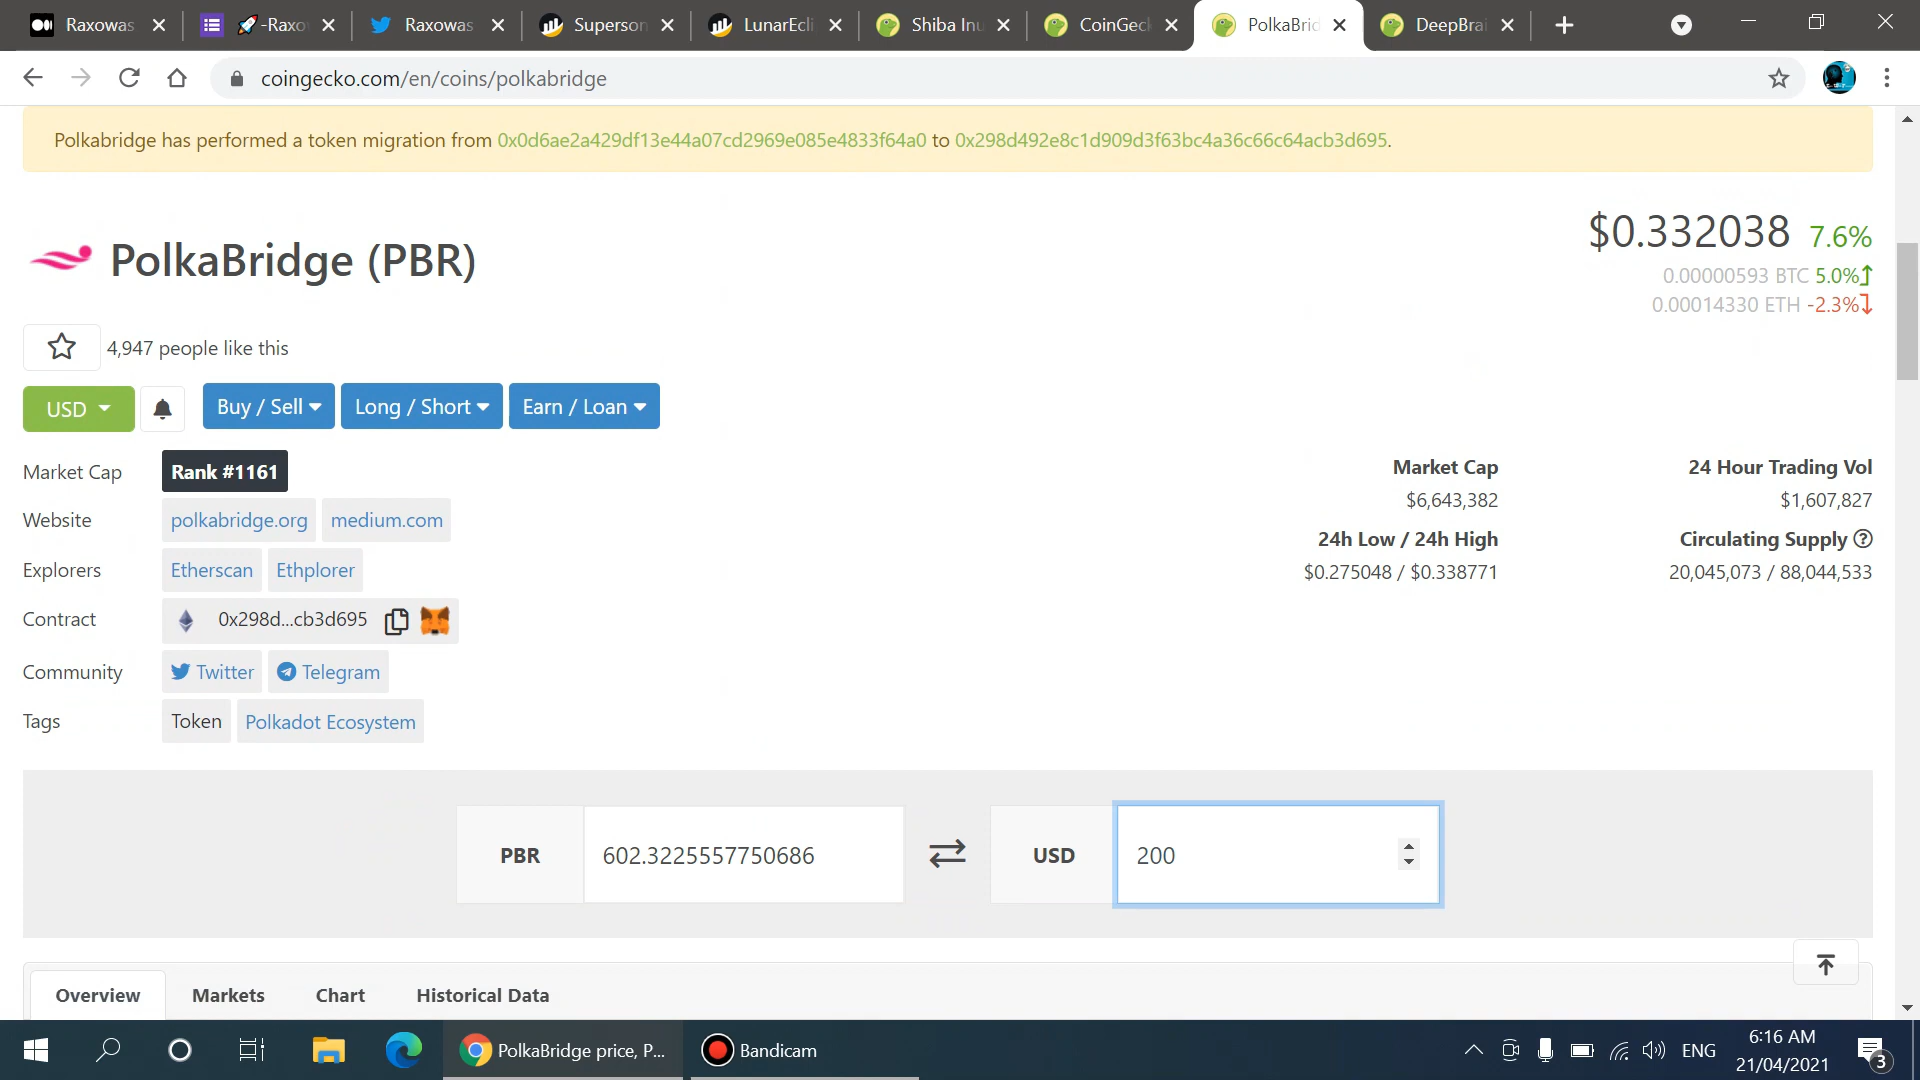 Raxowas
-Raxo
Raxowas
Superson
LunarEcli
Shiba Inu
CoinGeck
PolkaBrid
DeepBrai
coingecko.com/en/coins/polkabridge
Polkabridge has performed a token migration from 0x0d6ae2a429df13e44a07cd2969e085e4833f64a0 to 0x298d492e8c1d909d3f63bc4a36c66c64acb3d695.
PolkaBridge (PBR)
$0.332038 7.6%
0.00000593 BTC 5.0%
0.00014330 ETH -2.3%
4,947 people like this
USD
Buy / Sell
Long / Short
Earn / Loan
Market Cap Rank #1161
Website polkabridge.org medium.com
Explorers Etherscan Ethplorer
Contract 0x298d...cb3d695
Community Twitter Telegram
Tags Token Polkadot Ecosystem
Market Cap
$6,643,382
24 Hour Trading Vol
$1,607,827
24h Low / 24h High
$0.275048 / $0.338771
Circulating Supply
20,045,073 / 88,044,533
PBR 602.3225557750686 USD 200
Overview Markets Chart Historical Data
PolkaBridge price, P...
Bandicam
ENG
6:16 AM
21/04/2021
3